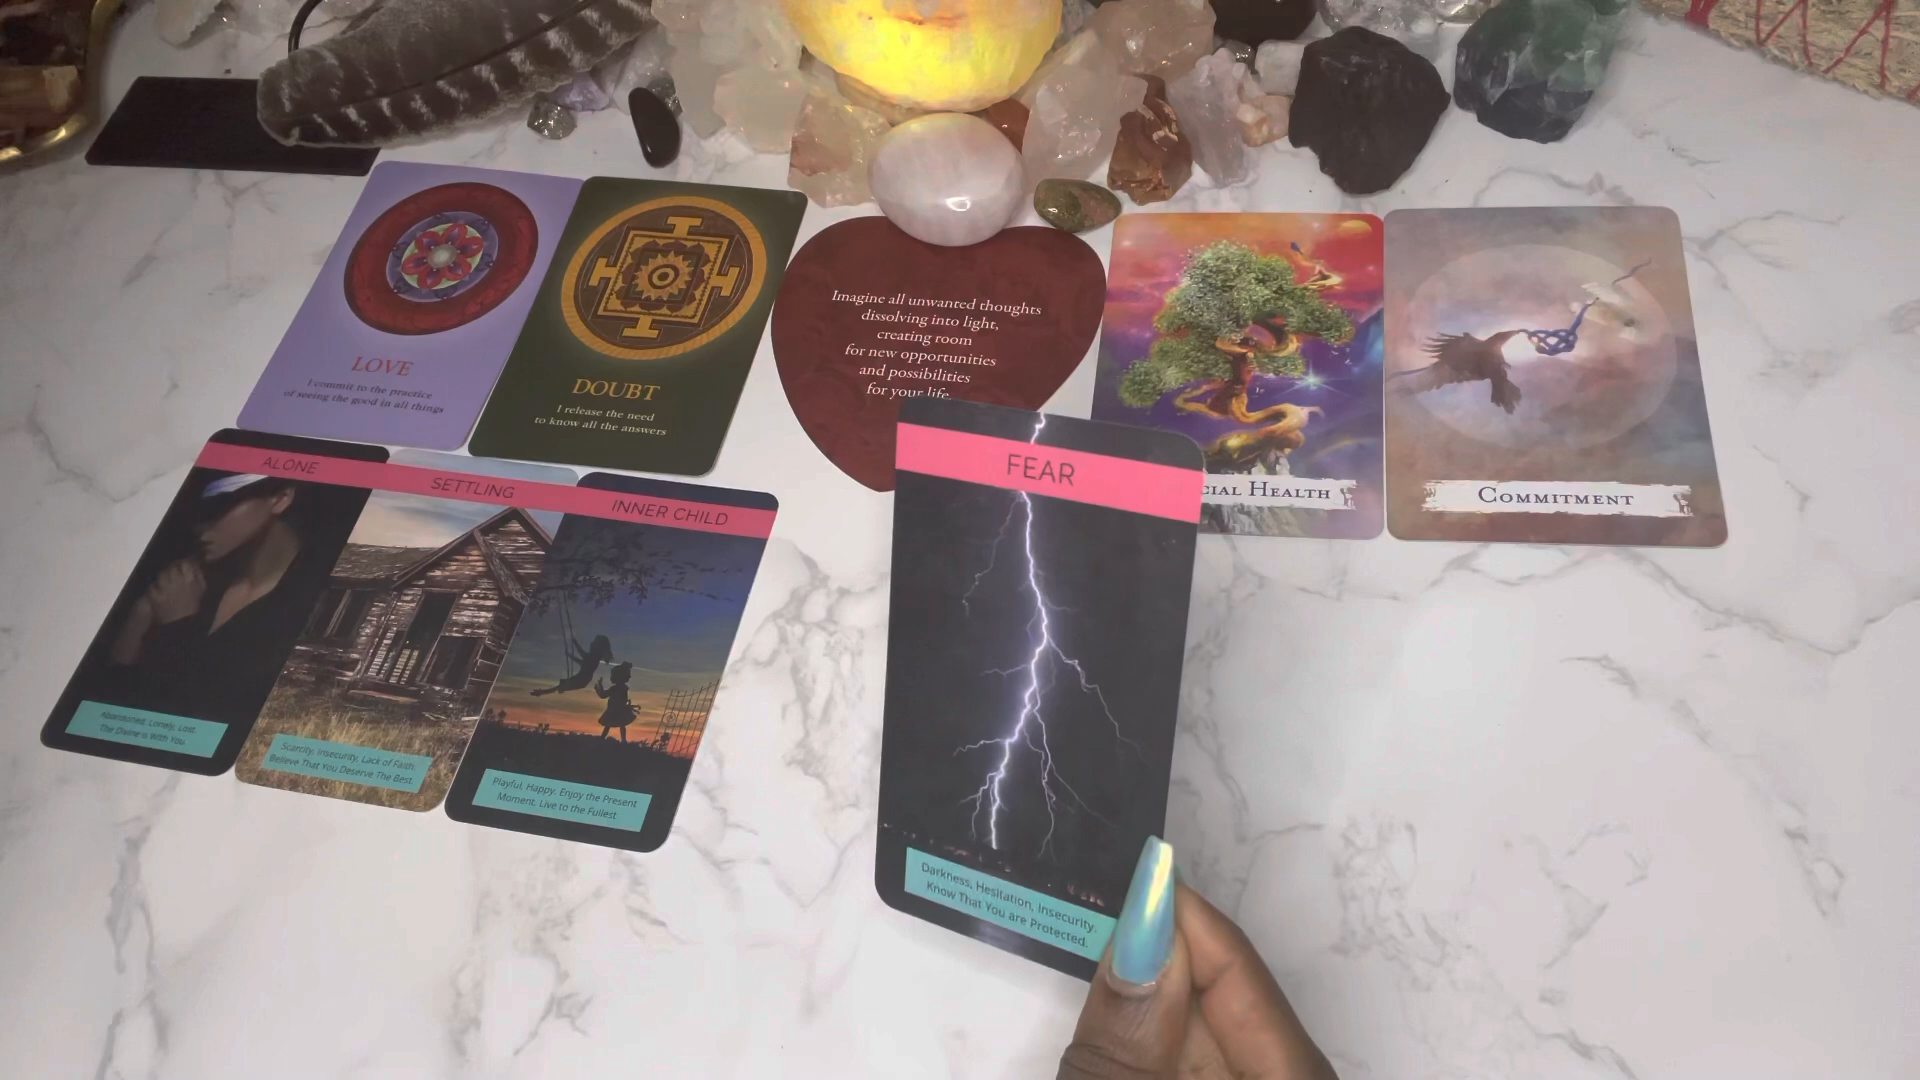 LOVE
I commit to the practice
of seeing the good in all things
DOUBT
I release the need
to know all the answers
Imagine all unwanted thoughts
dissolving into light,
creating room
for new opportunities
and possibilities
for your life.
HEALTH
COMMITMENT
ALONE
Abandoned, Lonely, Lost.
The Divine is With You
SETTLING
Scarcity, Insecurity, Lack of Faith.
Believe That You Deserve The Best.
INNER CHILD
Playful, Happy, Enjoy the Present
Moment. Live to the Fullest
FEAR
Darkness, Hesitation, Insecurity.
Know That You are Protected.